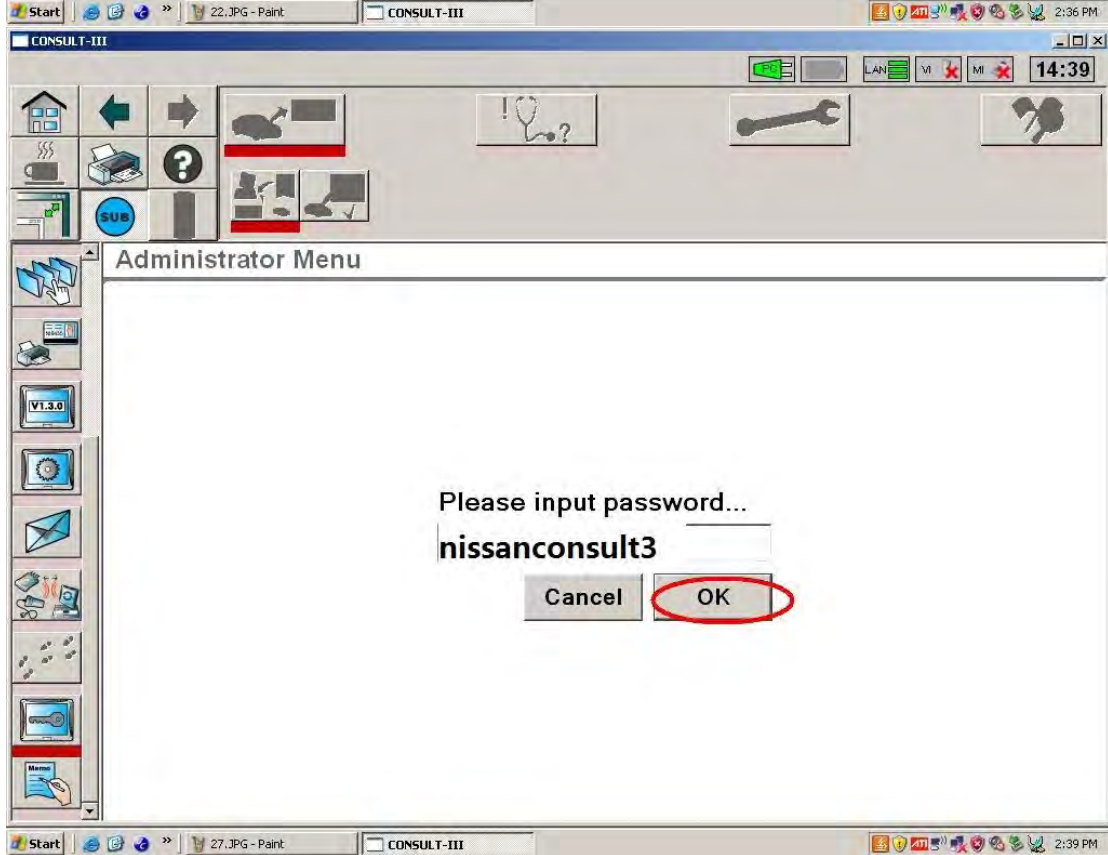 Start » 22.JPG - Paint CONSULT-III ATI 2:36 PM
CONSULT-III
PC LAN VI MI 14:39
! ?
?
SUB
Administrator Menu
V1.3.0
Please input password...
nissanconsult3
Cancel OK
Memo
Start » 27.JPG - Paint CONSULT-III ATI 2:39 PM